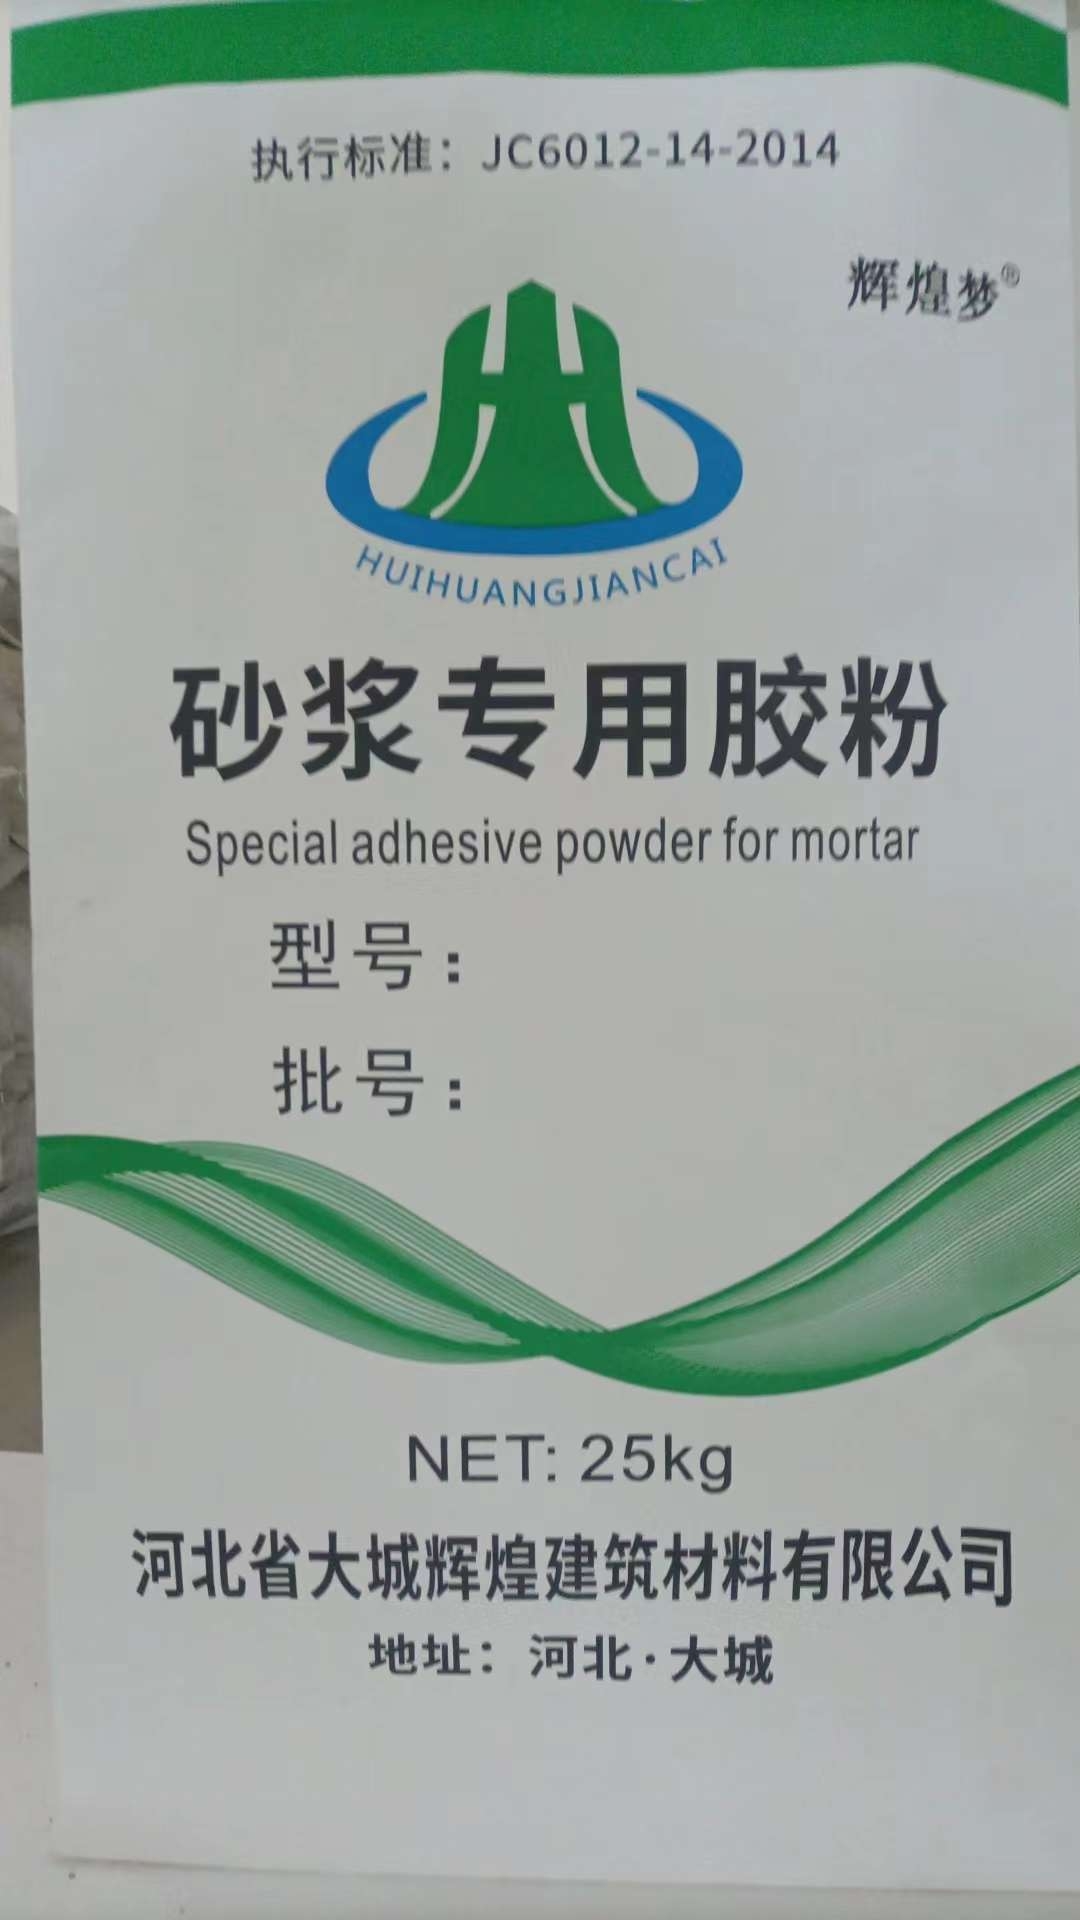 执行标准：JC6012-14-2014
辉煌梦®
HUIHUANGJIANCAI
砂浆专用胶粉
Special adhesive powder for mortar
型号：
批号：
NET: 25kg
河北省大城辉煌建筑材料有限公司
地址：河北·大城